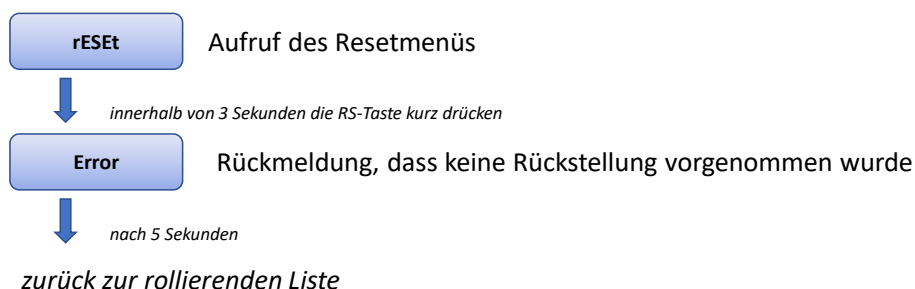 rESEt Aufruf des Resetmenüs
innerhalb von 3 Sekunden die RS-Taste kurz drücken
Error Rückmeldung, dass keine Rückstellung vorgenommen wurde
nach 5 Sekunden
zurück zur rollierenden Liste